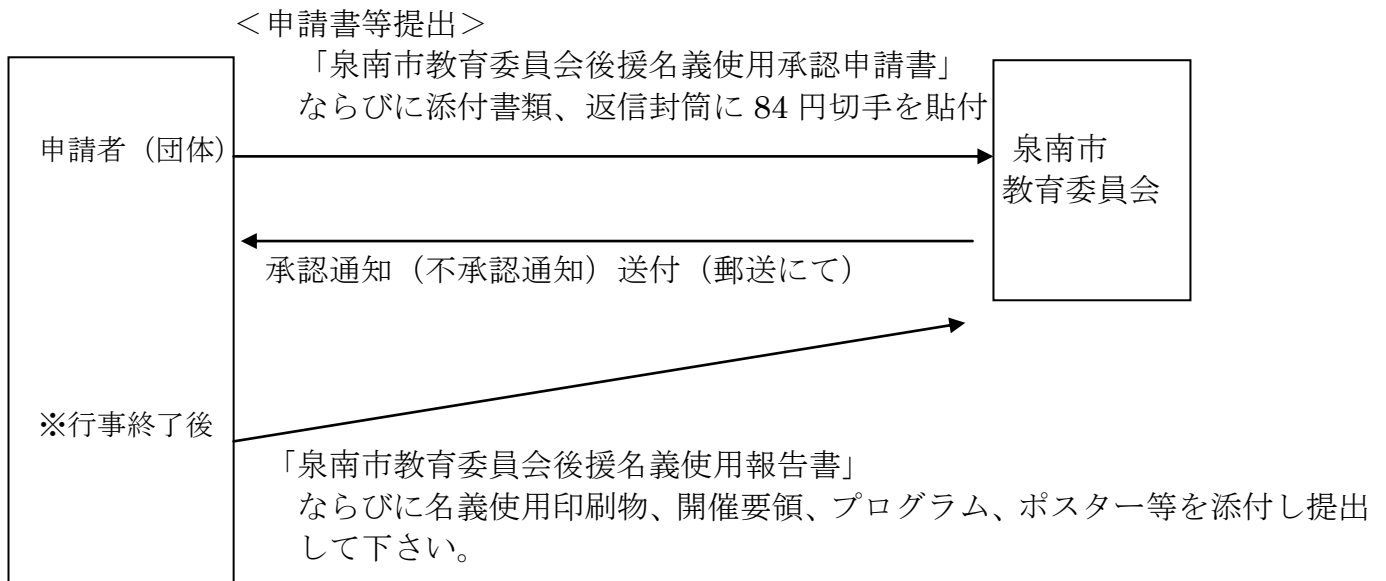 ＜申請書等提出＞
「泉南市教育委員会後援名義使用承認申請書」
ならびに添付書類、返信封筒に 84 円切手を貼付
申請者（団体）
泉南市
教育委員会
承認通知（不承認通知）送付（郵送にて）
※行事終了後
「泉南市教育委員会後援名義使用報告書」
ならびに名義使用印刷物、開催要領、プログラム、ポスター等を添付し提出
して下さい。